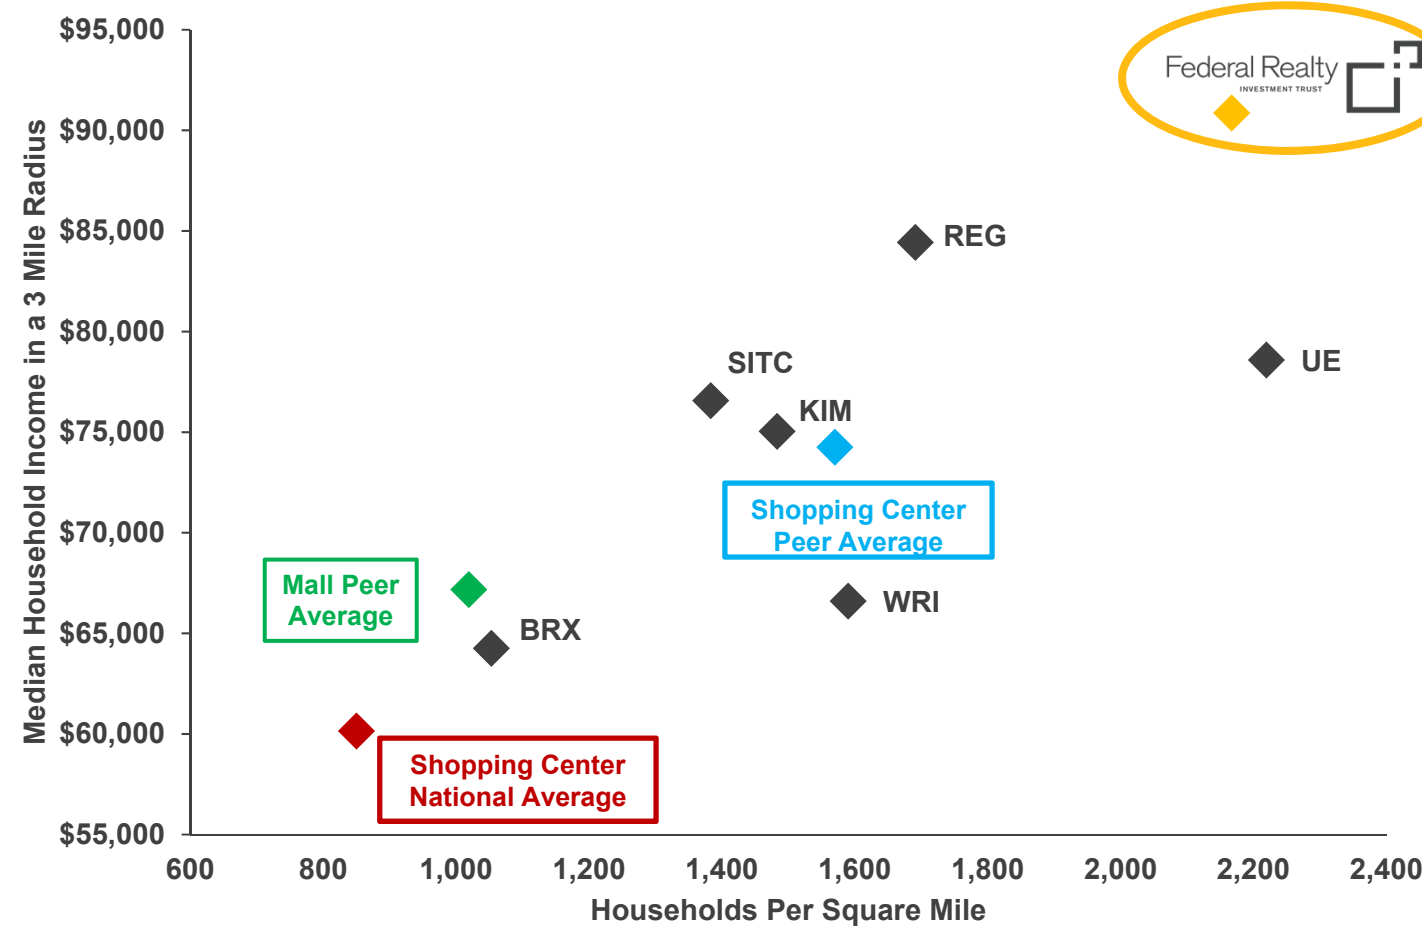 $95,000
Federal Realty
INVESTMENT TRUST
$90,000
$85,000
REG
$80,000
UE
SITC
KIM
$75,000
Shopping Center
Peer Average
$70,000
Mall Peer
Average
WRI
BRX
$65,000
$60,000
Shopping Center
National Average
$55,000
Median Household Income in a 3 Mile Radius
600 800 1,000 1,200 1,400 1,600 1,800 2,000 2,200 2,400
Households Per Square Mile